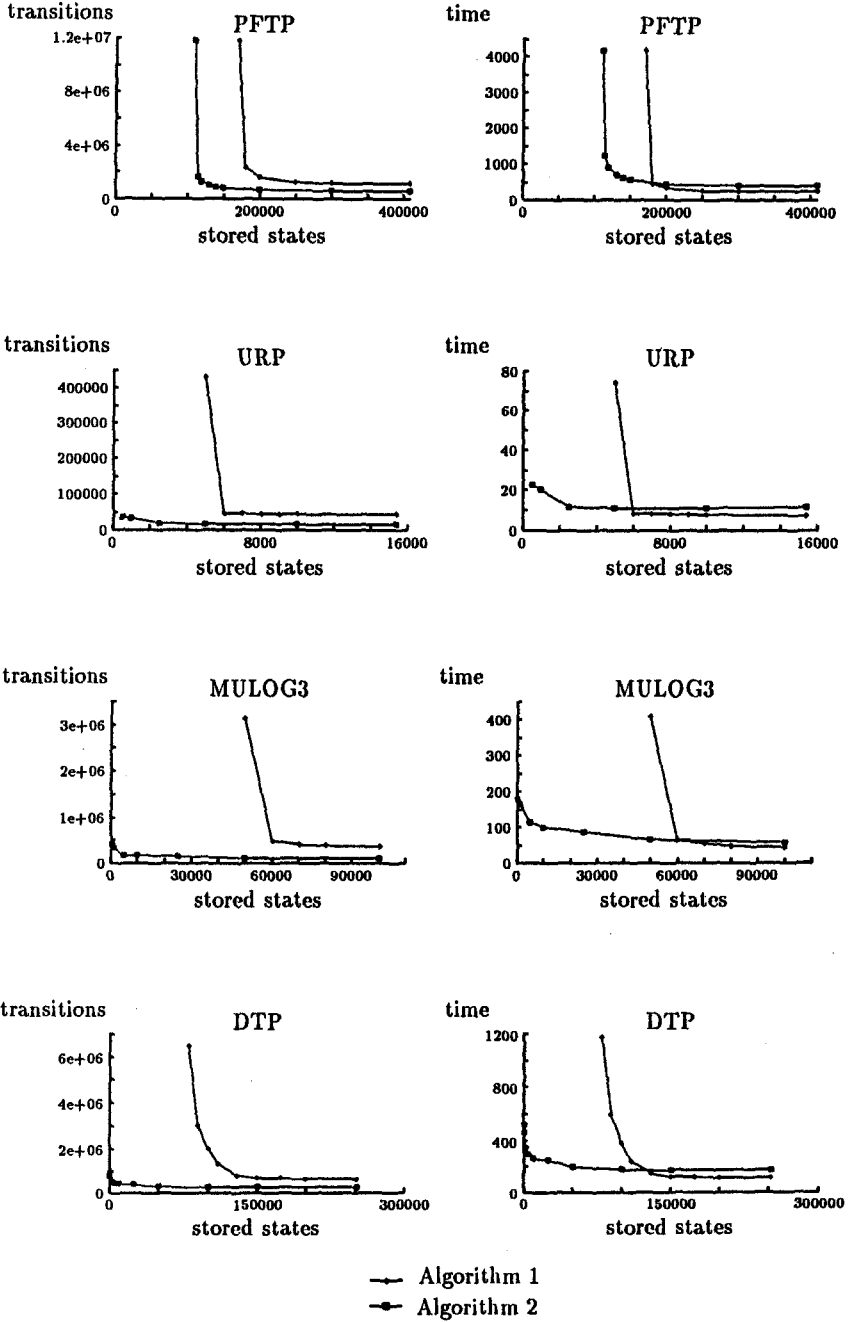 transitions
PFTP
1.2e+07
8e+06
4e+06
0
0
200000
400000
stored states
time
PFTP
4000
3000
2000
1000
0
0
200000
400000
stored states
transitions
URP
400000
300000
200000
100000
0
0
8000
16000
stored states
time
URP
80
60
40
20
0
0
8000
16000
stored states
transitions
MULOG3
3e+06
2e+06
1e+06
0
0
30000
60000
90000
stored states
time
MULOG3
400
300
200
100
0
0
30000
60000
90000
stored states
transitions
DTP
6e+06
4e+06
2e+06
0
0
150000
300000
stored states
time
DTP
1200
800
400
0
0
150000
300000
stored states
Algorithm 1
Algorithm 2